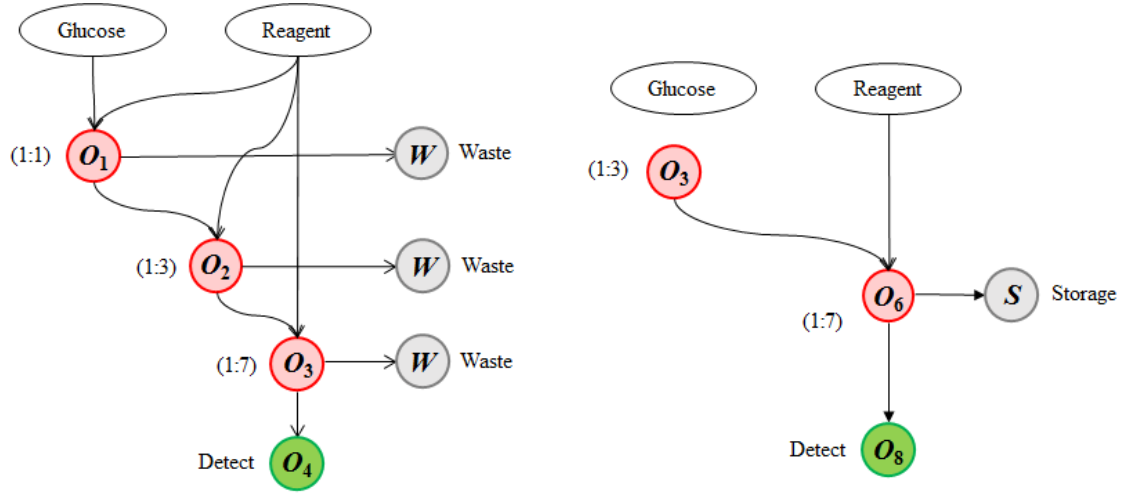 Glucose
Reagent
(1:1)
O1
W
Waste
(1:3)
O2
W
Waste
(1:7)
O3
W
Waste
Detect
O4
Glucose
Reagent
(1:3)
O3
O6
S
Storage
(1:7)
Detect
O8